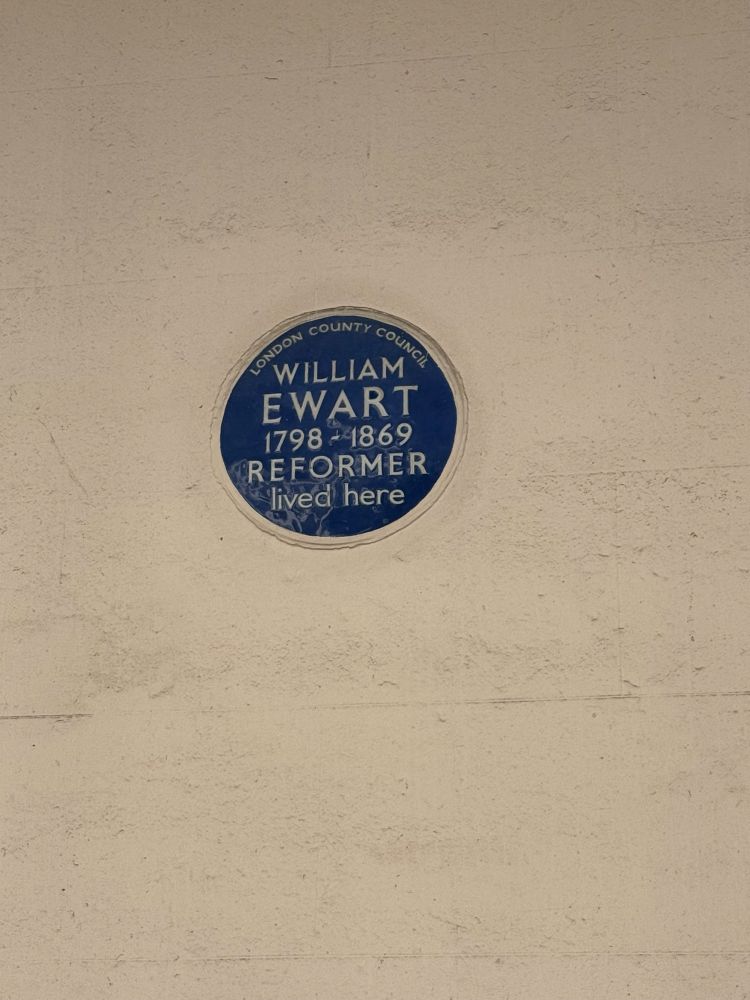 LONDON COUNTY COUNCIL
WILLIAM
EWART
1798 - 1869
REFORMER
lived here